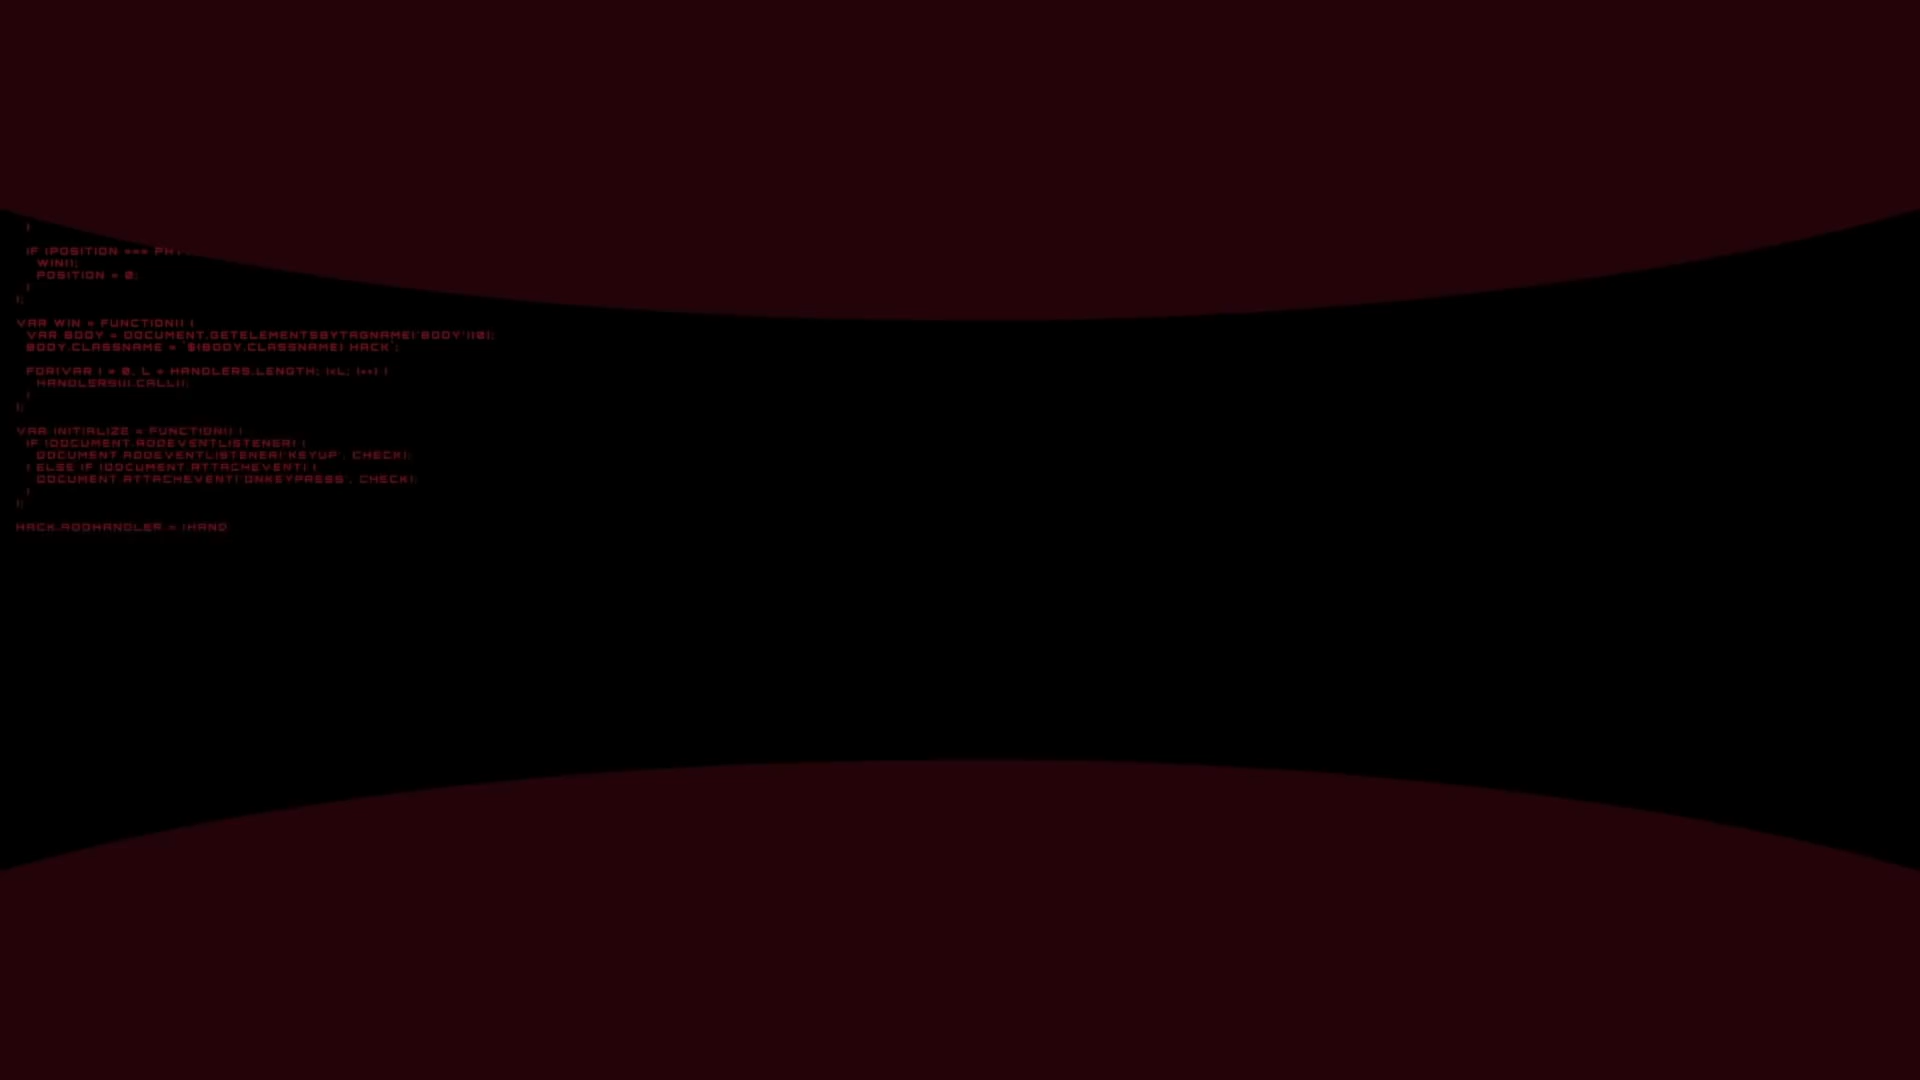 }
IF (POSITION === PH
WIN();
POSITION = 0;
}
};
VAR WIN = FUNCTION() {
VAR BODY = DOCUMENT.GETELEMENTSBYTAGNAME('BODY')[0];
BODY.CLASSNAME = `${BODY.CLASSNAME} HACK`;
FOR(VAR I = 0, L = HANDLERS.LENGTH; I<L; I++) {
HANDLERS[I].CALL();
}
};
VAR INITIALIZE = FUNCTION() {
IF (DOCUMENT.ADDEVENTLISTENER) {
DOCUMENT.ADDEVENTLISTENER('KEYUP', CHECK);
} ELSE IF (DOCUMENT.ATTACHEVENT) {
DOCUMENT.ATTACHEVENT('ONKEYPRESS', CHECK);
}
};
HACK.ADDHANDLER = (HAND